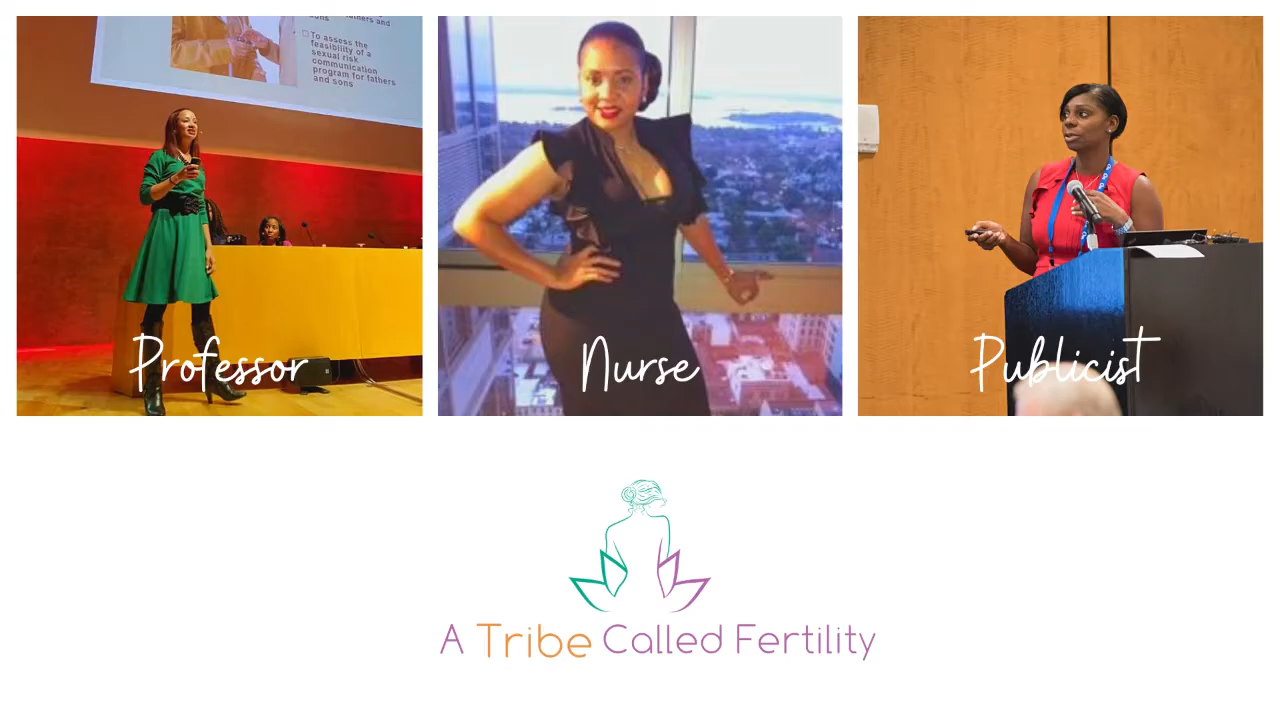 sons
To assess the
feasibility of a
sexual risk
communication
program for fathers
and sons
Professor
Nurse
Publicist
A Tribe Called Fertility